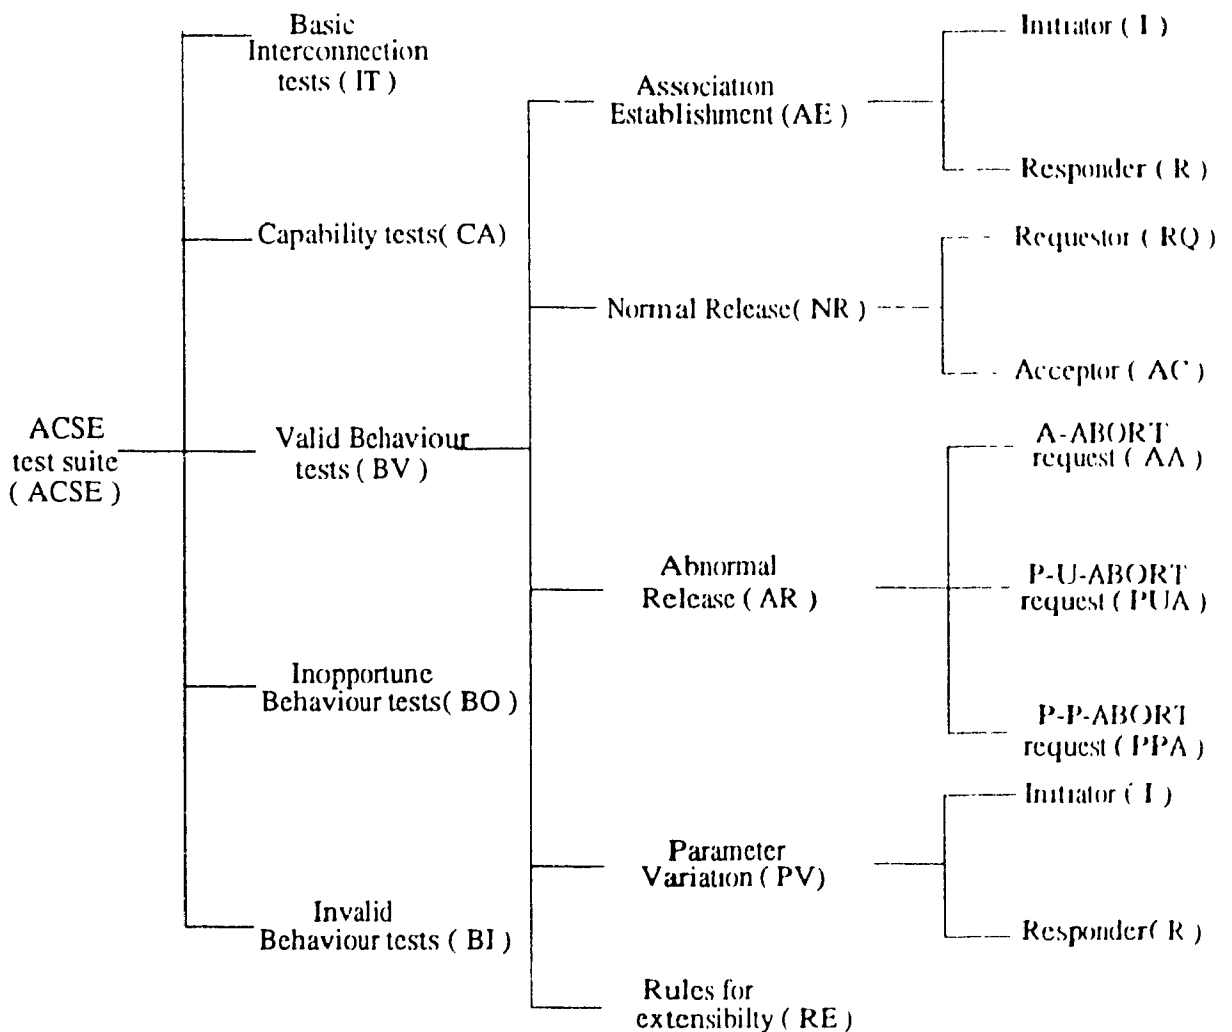 Basic
Interconnection
tests ( IT )
Capability tests( CA)
ACSE
test suite
( ACSE )
Valid Behaviour
tests ( BV )
Inopportune
Behaviour tests( BO )
Invalid
Behaviour tests ( BI )
Association
Establishment (AE )
Normal Release( NR )
Abnormal
Release ( AR )
Parameter
Variation ( PV)
Rules for
extensibilty ( RE )
Initiator ( I )
Responder ( R )
Requestor ( RQ )
Acceptor ( AC )
A-ABORT
request ( AA )
P-U-ABORT
request ( PUA )
P-P-ABORT
request ( PPA )
Initiator ( I )
Responder( R )